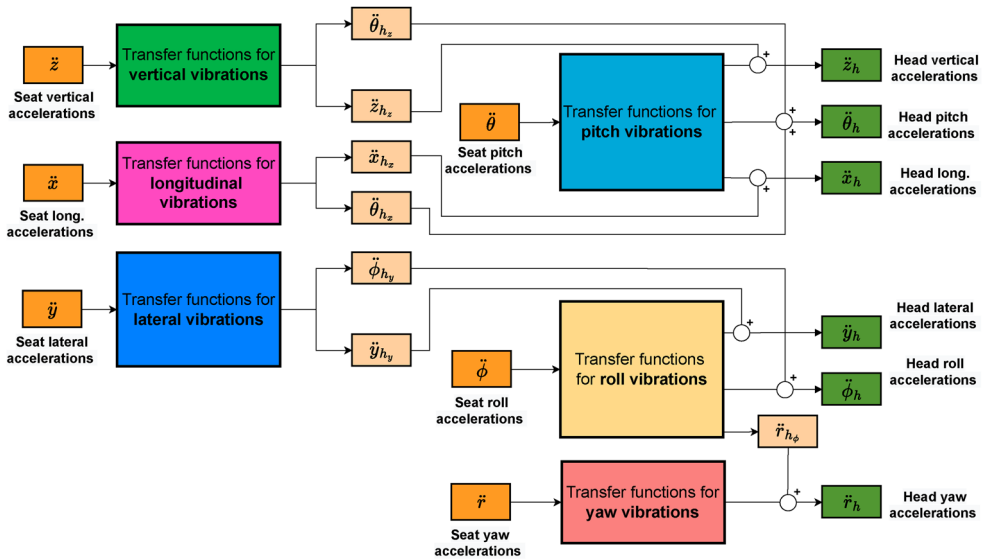 z̈
Seat vertical
accelerations
Transfer functions for
vertical vibrations
θ̈_{h_z}
z̈_{h_z}
θ̈
Seat pitch
accelerations
Transfer functions for
pitch vibrations
+
+
+
+
z̈_h
Head vertical
accelerations
θ̈_h
Head pitch
accelerations
ẍ_h
Head long.
accelerations
ẍ
Seat long.
accelerations
Transfer functions for
longitudinal
vibrations
ẍ_{h_x}
θ̈_{h_x}
ÿ
Seat lateral
accelerations
Transfer functions for
lateral vibrations
ϕ̈_{h_y}
ÿ_{h_y}
ϕ̈
Seat roll
accelerations
Transfer functions
for roll vibrations
+
+
ÿ_h
Head lateral
accelerations
ϕ̈_h
Head roll
accelerations
r̈_{h_ϕ}
r̈
Seat yaw
accelerations
Transfer functions for
yaw vibrations
+
r̈_h
Head yaw
accelerations